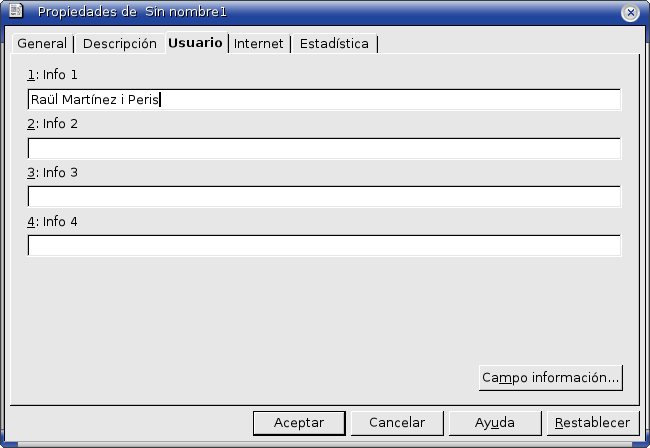 Propiedades de  Sin nombre1
General Descripción Usuario Internet Estadística
1: Info 1
Raül Martínez i Peris
2: Info 2
3: Info 3
4: Info 4
Campo información...
Aceptar Cancelar Ayuda Restablecer